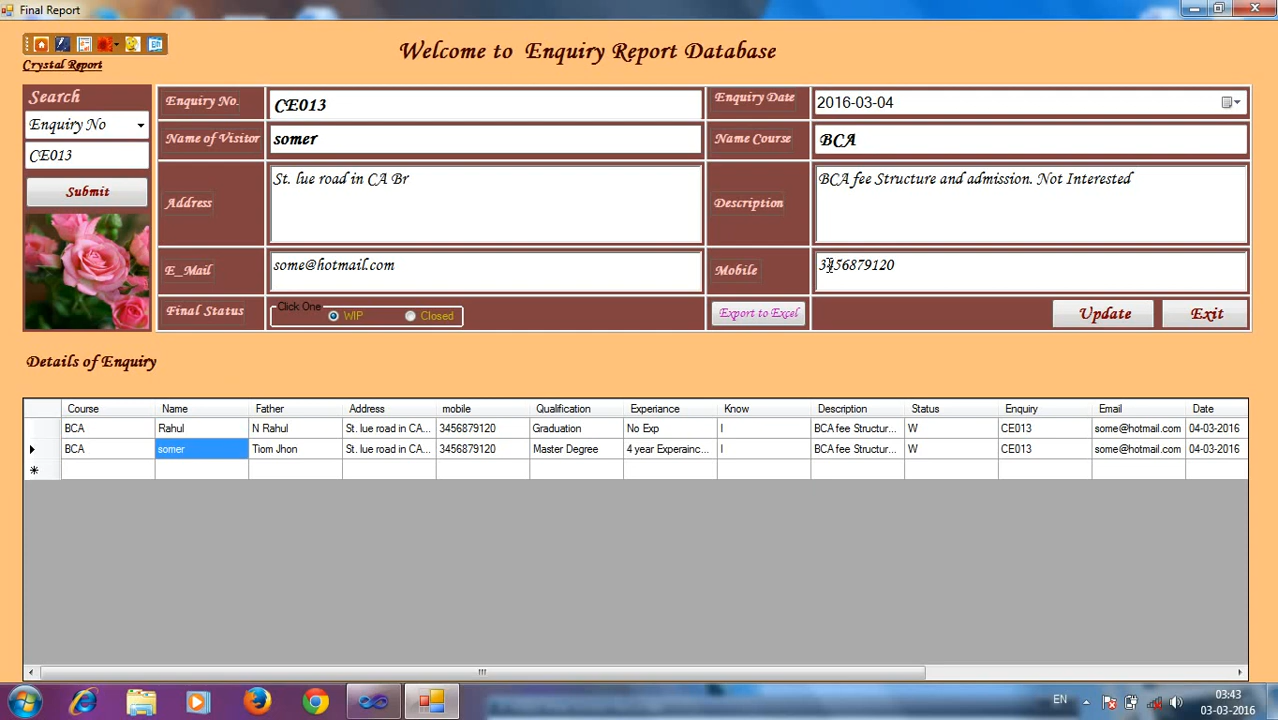 Final Report
Crystal Report
Welcome to Enquiry Report Database
Search
Enquiry No
CE013
Submit
Enquiry No.
CE013
Enquiry Date
2016-03-04
Name of Visitor
somer
Name Course
BCA
Address
St. lue road in CA Br
Description
BCA fee Structure and admission. Not Interested
E_Mail
some@hotmail.com
Mobile
3456879120
Final Status
Click One
WIP
Closed
Export to Excel
Update
Exit
Details of Enquiry
Course Name Father Address mobile Qualification Experiance Know Description Status Enquiry Email Date
BCA Rahul N Rahul St. lue road in CA... 3456879120 Graduation No Exp I BCA fee Structur... W CE013 some@hotmail.com 04-03-2016
BCA somer Tiom Jhon St. lue road in CA... 3456879120 Master Degree 4 year Experainc... I BCA fee Structur... W CE013 some@hotmail.com 04-03-2016
EN
03:43
03-03-2016